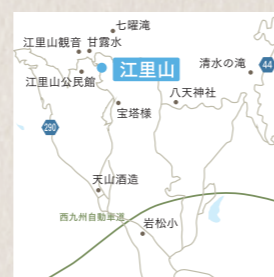 七曜滝
江里山観音
甘露水
江里山
清水の滝
44
江里山公民館
八天神社
宝塔様
290
天山酒造
西九州自動車道
岩松小